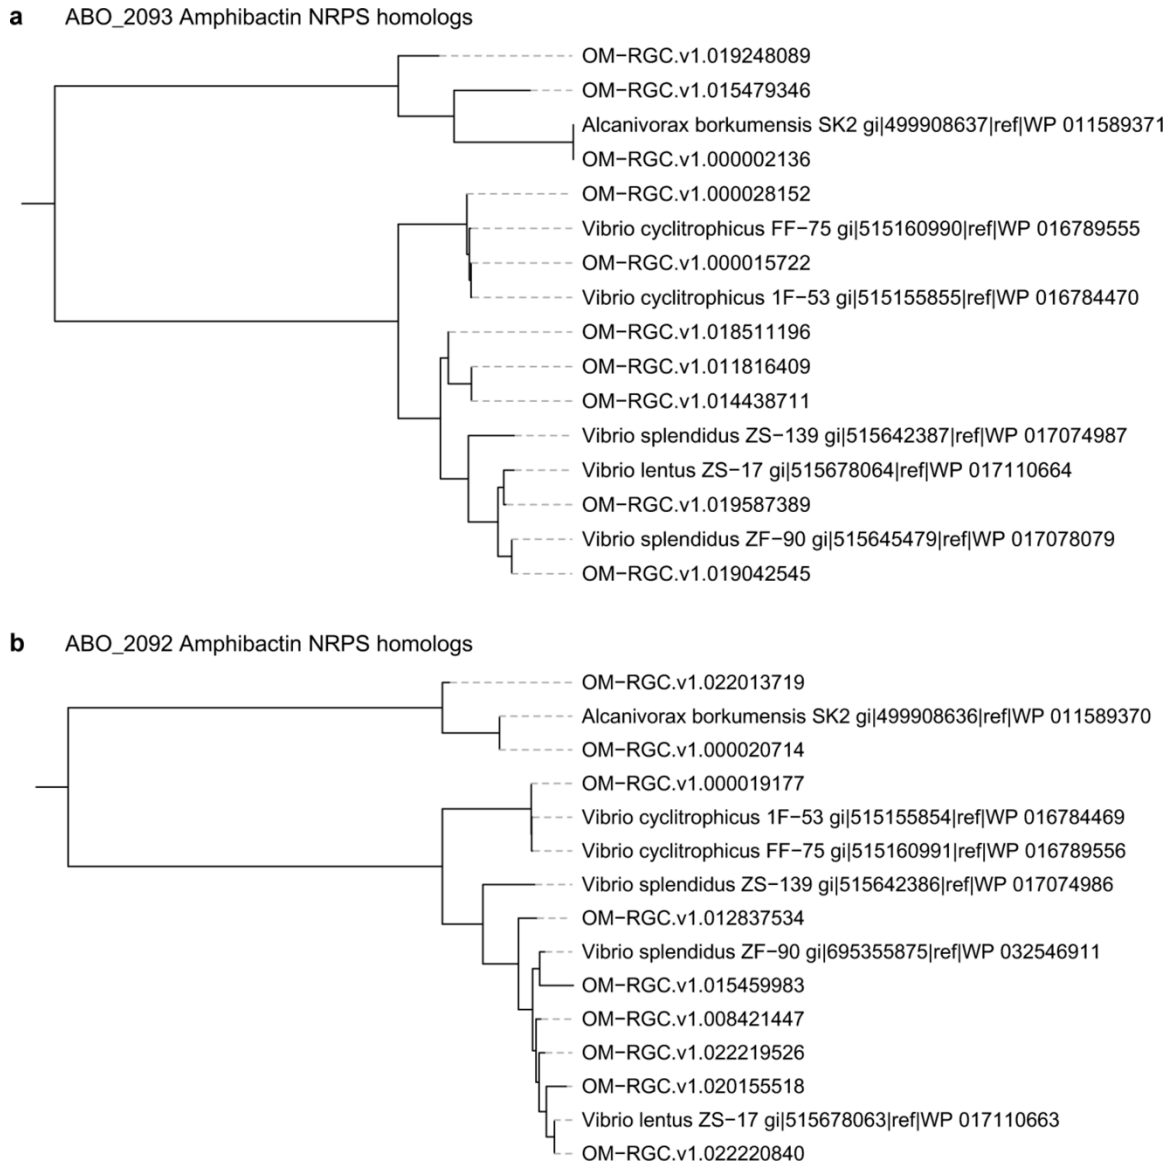 a ABO_2093 Amphibactin NRPS homologs
OM−RGC.v1.019248089
OM−RGC.v1.015479346
Alcanivorax borkumensis SK2 gi|499908637|ref|WP 011589371
OM−RGC.v1.000002136
OM−RGC.v1.000028152
Vibrio cyclitrophicus FF−75 gi|515160990|ref|WP 016789555
OM−RGC.v1.000015722
Vibrio cyclitrophicus 1F−53 gi|515155855|ref|WP 016784470
OM−RGC.v1.018511196
OM−RGC.v1.011816409
OM−RGC.v1.014438711
Vibrio splendidus ZS−139 gi|515642387|ref|WP 017074987
Vibrio lentus ZS−17 gi|515678064|ref|WP 017110664
OM−RGC.v1.019587389
Vibrio splendidus ZF−90 gi|515645479|ref|WP 017078079
OM−RGC.v1.019042545
b ABO_2092 Amphibactin NRPS homologs
OM−RGC.v1.022013719
Alcanivorax borkumensis SK2 gi|499908636|ref|WP 011589370
OM−RGC.v1.000020714
OM−RGC.v1.000019177
Vibrio cyclitrophicus 1F−53 gi|515155854|ref|WP 016784469
Vibrio cyclitrophicus FF−75 gi|515160991|ref|WP 016789556
Vibrio splendidus ZS−139 gi|515642386|ref|WP 017074986
OM−RGC.v1.012837534
Vibrio splendidus ZF−90 gi|695355875|ref|WP 032546911
OM−RGC.v1.015459983
OM−RGC.v1.008421447
OM−RGC.v1.022219526
OM−RGC.v1.020155518
Vibrio lentus ZS−17 gi|515678063|ref|WP 017110663
OM−RGC.v1.022220840